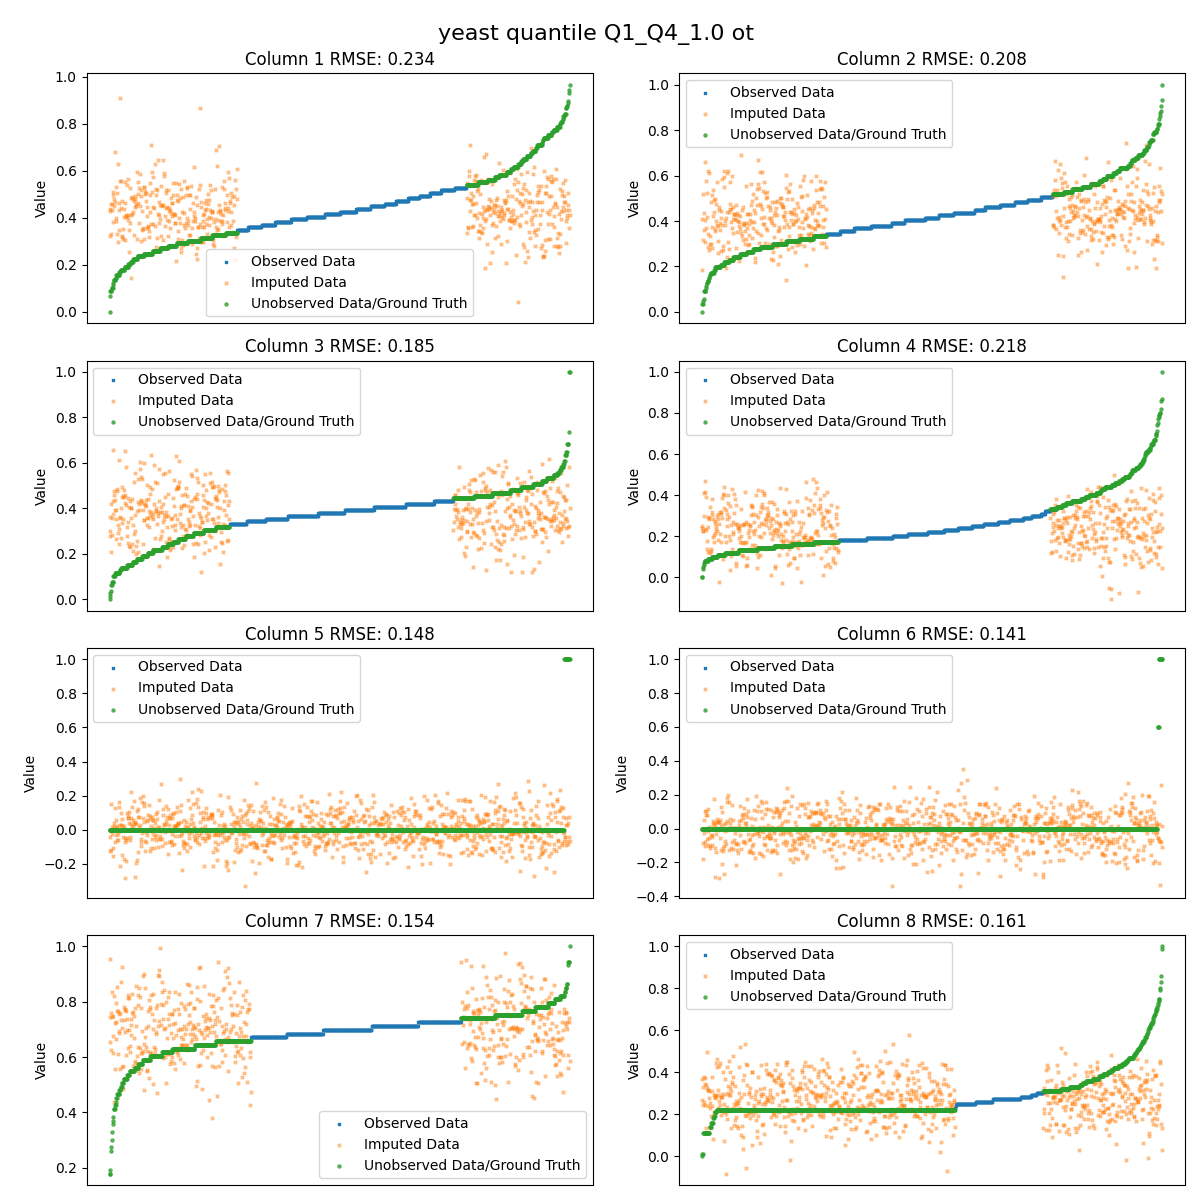 yeast quantile Q1_Q4_1.0 ot
Column 1 RMSE: 0.234
1.0
0.8
0.6
0.4
0.2
0.0
Value
Observed Data
Imputed Data
Unobserved Data/Ground Truth
Column 2 RMSE: 0.208
1.0
0.8
0.6
0.4
0.2
0.0
Value
Observed Data
Imputed Data
Unobserved Data/Ground Truth
Column 3 RMSE: 0.185
1.0
0.8
0.6
0.4
0.2
0.0
Value
Observed Data
Imputed Data
Unobserved Data/Ground Truth
Column 4 RMSE: 0.218
1.0
0.8
0.6
0.4
0.2
0.0
Value
Observed Data
Imputed Data
Unobserved Data/Ground Truth
Column 5 RMSE: 0.148
1.0
0.8
0.6
0.4
0.2
0.0
−0.2
Value
Observed Data
Imputed Data
Unobserved Data/Ground Truth
Column 6 RMSE: 0.141
1.0
0.8
0.6
0.4
0.2
0.0
−0.2
−0.4
Value
Observed Data
Imputed Data
Unobserved Data/Ground Truth
Column 7 RMSE: 0.154
1.0
0.8
0.6
0.4
0.2
Value
Observed Data
Imputed Data
Unobserved Data/Ground Truth
Column 8 RMSE: 0.161
1.0
0.8
0.6
0.4
0.2
0.0
Value
Observed Data
Imputed Data
Unobserved Data/Ground Truth